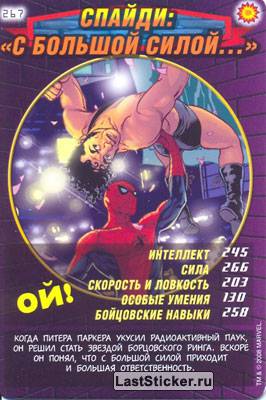 267
СПАЙДИ:
«С БОЛЬШОЙ СИЛОЙ...»
ОЙ!
ИНТЕЛЛЕКТ 245
СИЛА 266
СКОРОСТЬ И ЛОВКОСТЬ 203
ОСОБЫЕ УМЕНИЯ 130
БОЙЦОВСКИЕ НАВЫКИ 258
КОГДА ПИТЕРА ПАРКЕРА УКУСИЛ РАДИОАКТИВНЫЙ ПАУК,
ОН РЕШИЛ СТАТЬ ЗВЕЗДОЙ БОРЦОВСКОГО РИНГА. ВСКОРЕ
ОН ПОНЯЛ, ЧТО С БОЛЬШОЙ СИЛОЙ ПРИХОДИТ
И БОЛЬШАЯ ОТВЕТСТВЕННОСТЬ.
TM & © 2008 MARVEL.
LastSticker.ru